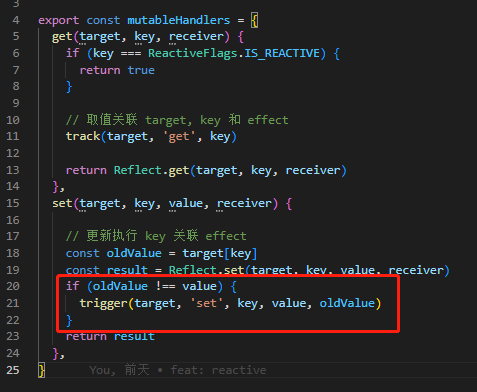 3
4 export const mutableHandlers = {
5 get(target, key, receiver) {
6 if (key === ReactiveFlags.IS_REACTIVE) {
7 return true
8 }
9
10 // 取值关联 target, key 和 effect
11 track(target, 'get', key)
12
13 return Reflect.get(target, key, receiver)
14 },
15 set(target, key, value, receiver) {
16
17 // 更新执行 key 关联 effect
18 const oldValue = target[key]
19 const result = Reflect.set(target, key, value, receiver)
20 if (oldValue !== value) {
21 trigger(target, 'set', key, value, oldValue)
22 }
23 return result
24 },
25 } You, 前天 • feat: reactive